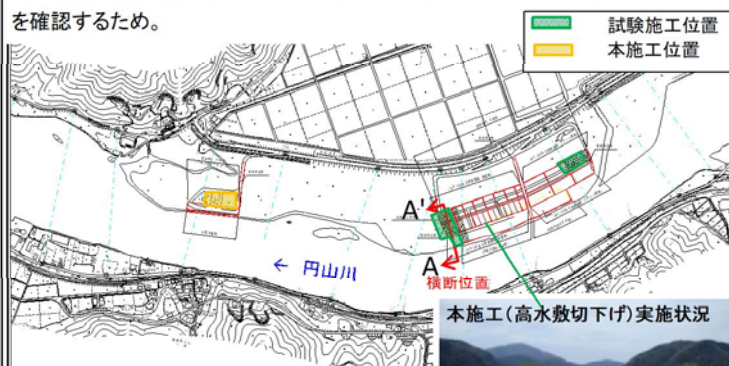 を確認するため。
試験施工位置
本施工位置
A'
A
横断位置
← 円山川
本施工(高水敷切下げ)実施状況